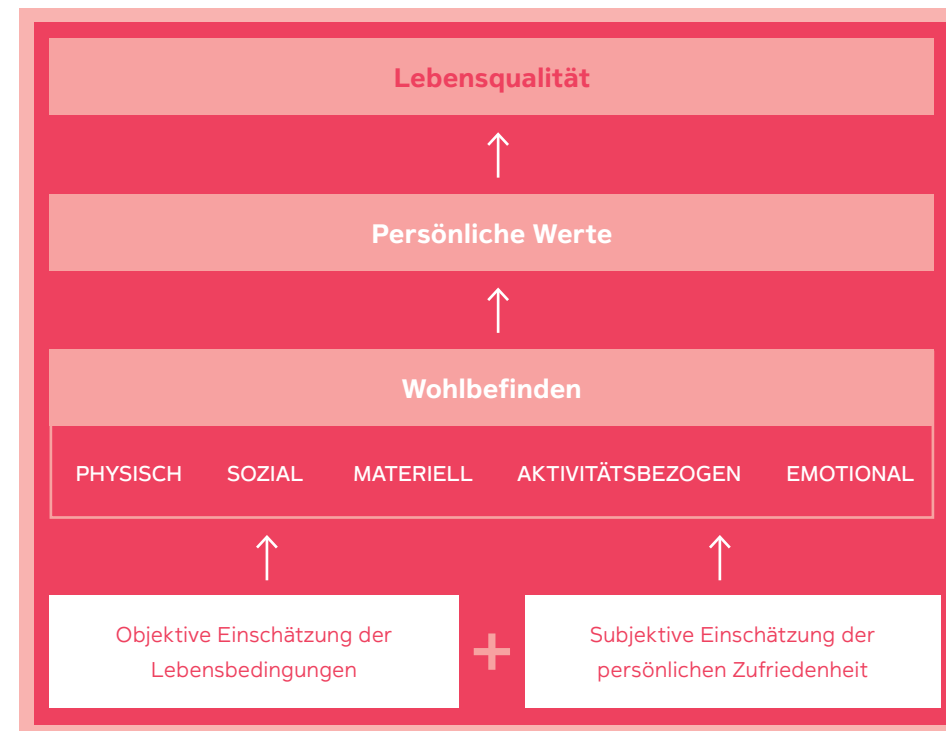 Lebensqualität
Persönliche Werte
Wohlbefinden
PHYSISCH SOZIAL MATERIELL AKTIVITÄTSBEZOGEN EMOTIONAL
Objektive Einschätzung der
Lebensbedingungen
+
Subjektive Einschätzung der
persönlichen Zufriedenheit